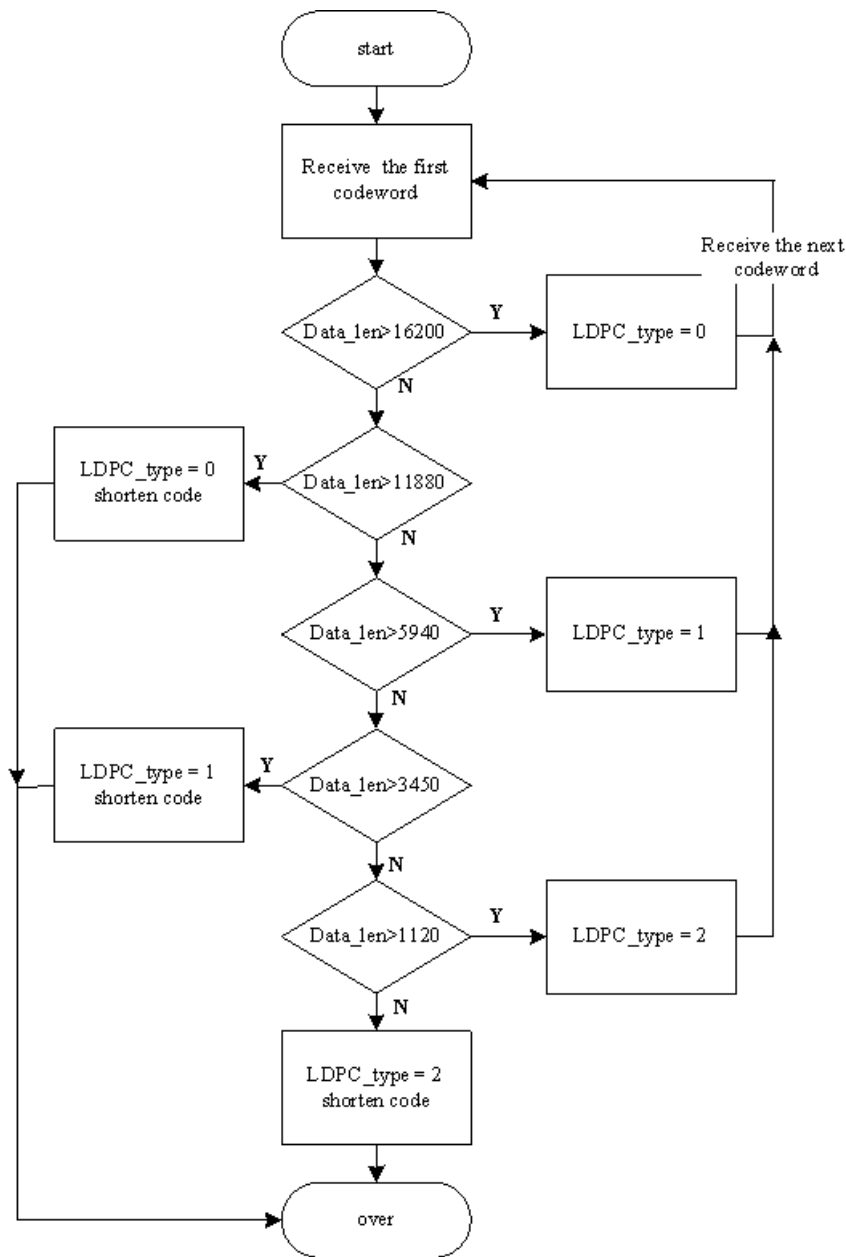 start
Receive the first
codeword
Receive the next
codeword
Data_len>16200
Y
LDPC_type = 0
N
LDPC_type = 0
shorten code
Y
Data_len>11880
N
Data_len>5940
Y
LDPC_type = 1
N
LDPC_type = 1
shorten code
Y
Data_len>3450
N
Data_len>1120
Y
LDPC_type = 2
N
LDPC_type = 2
shorten code
over